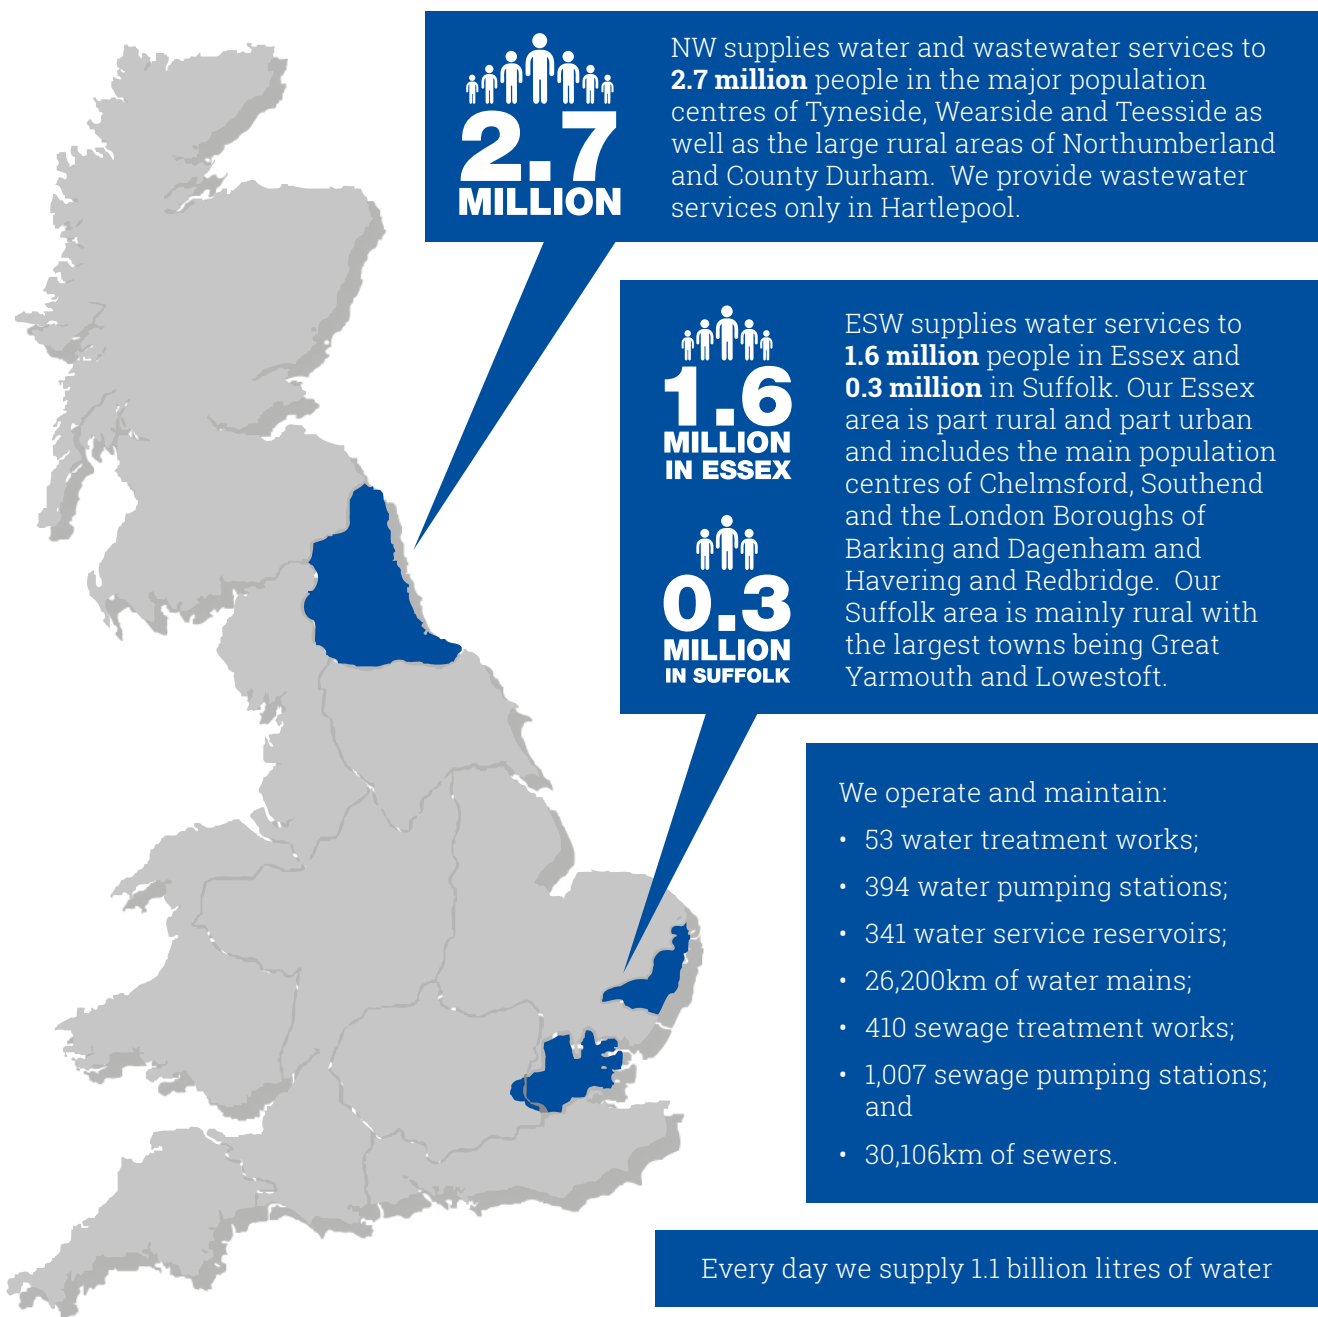 2.7
MILLION
NW supplies water and wastewater services to
2.7 million people in the major population
centres of Tyneside, Wearside and Teesside as
well as the large rural areas of Northumberland
and County Durham.  We provide wastewater
services only in Hartlepool.
1.6
MILLION
IN ESSEX
0.3
MILLION
IN SUFFOLK
ESW supplies water services to
1.6 million people in Essex and
0.3 million in Suffolk. Our Essex
area is part rural and part urban
and includes the main population
centres of Chelmsford, Southend
and the London Boroughs of
Barking and Dagenham and
Havering and Redbridge.  Our
Suffolk area is mainly rural with
the largest towns being Great
Yarmouth and Lowestoft.
We operate and maintain:
• 53 water treatment works;
• 394 water pumping stations;
• 341 water service reservoirs;
• 26,200km of water mains;
• 410 sewage treatment works;
• 1,007 sewage pumping stations;
and
• 30,106km of sewers.
Every day we supply 1.1 billion litres of water